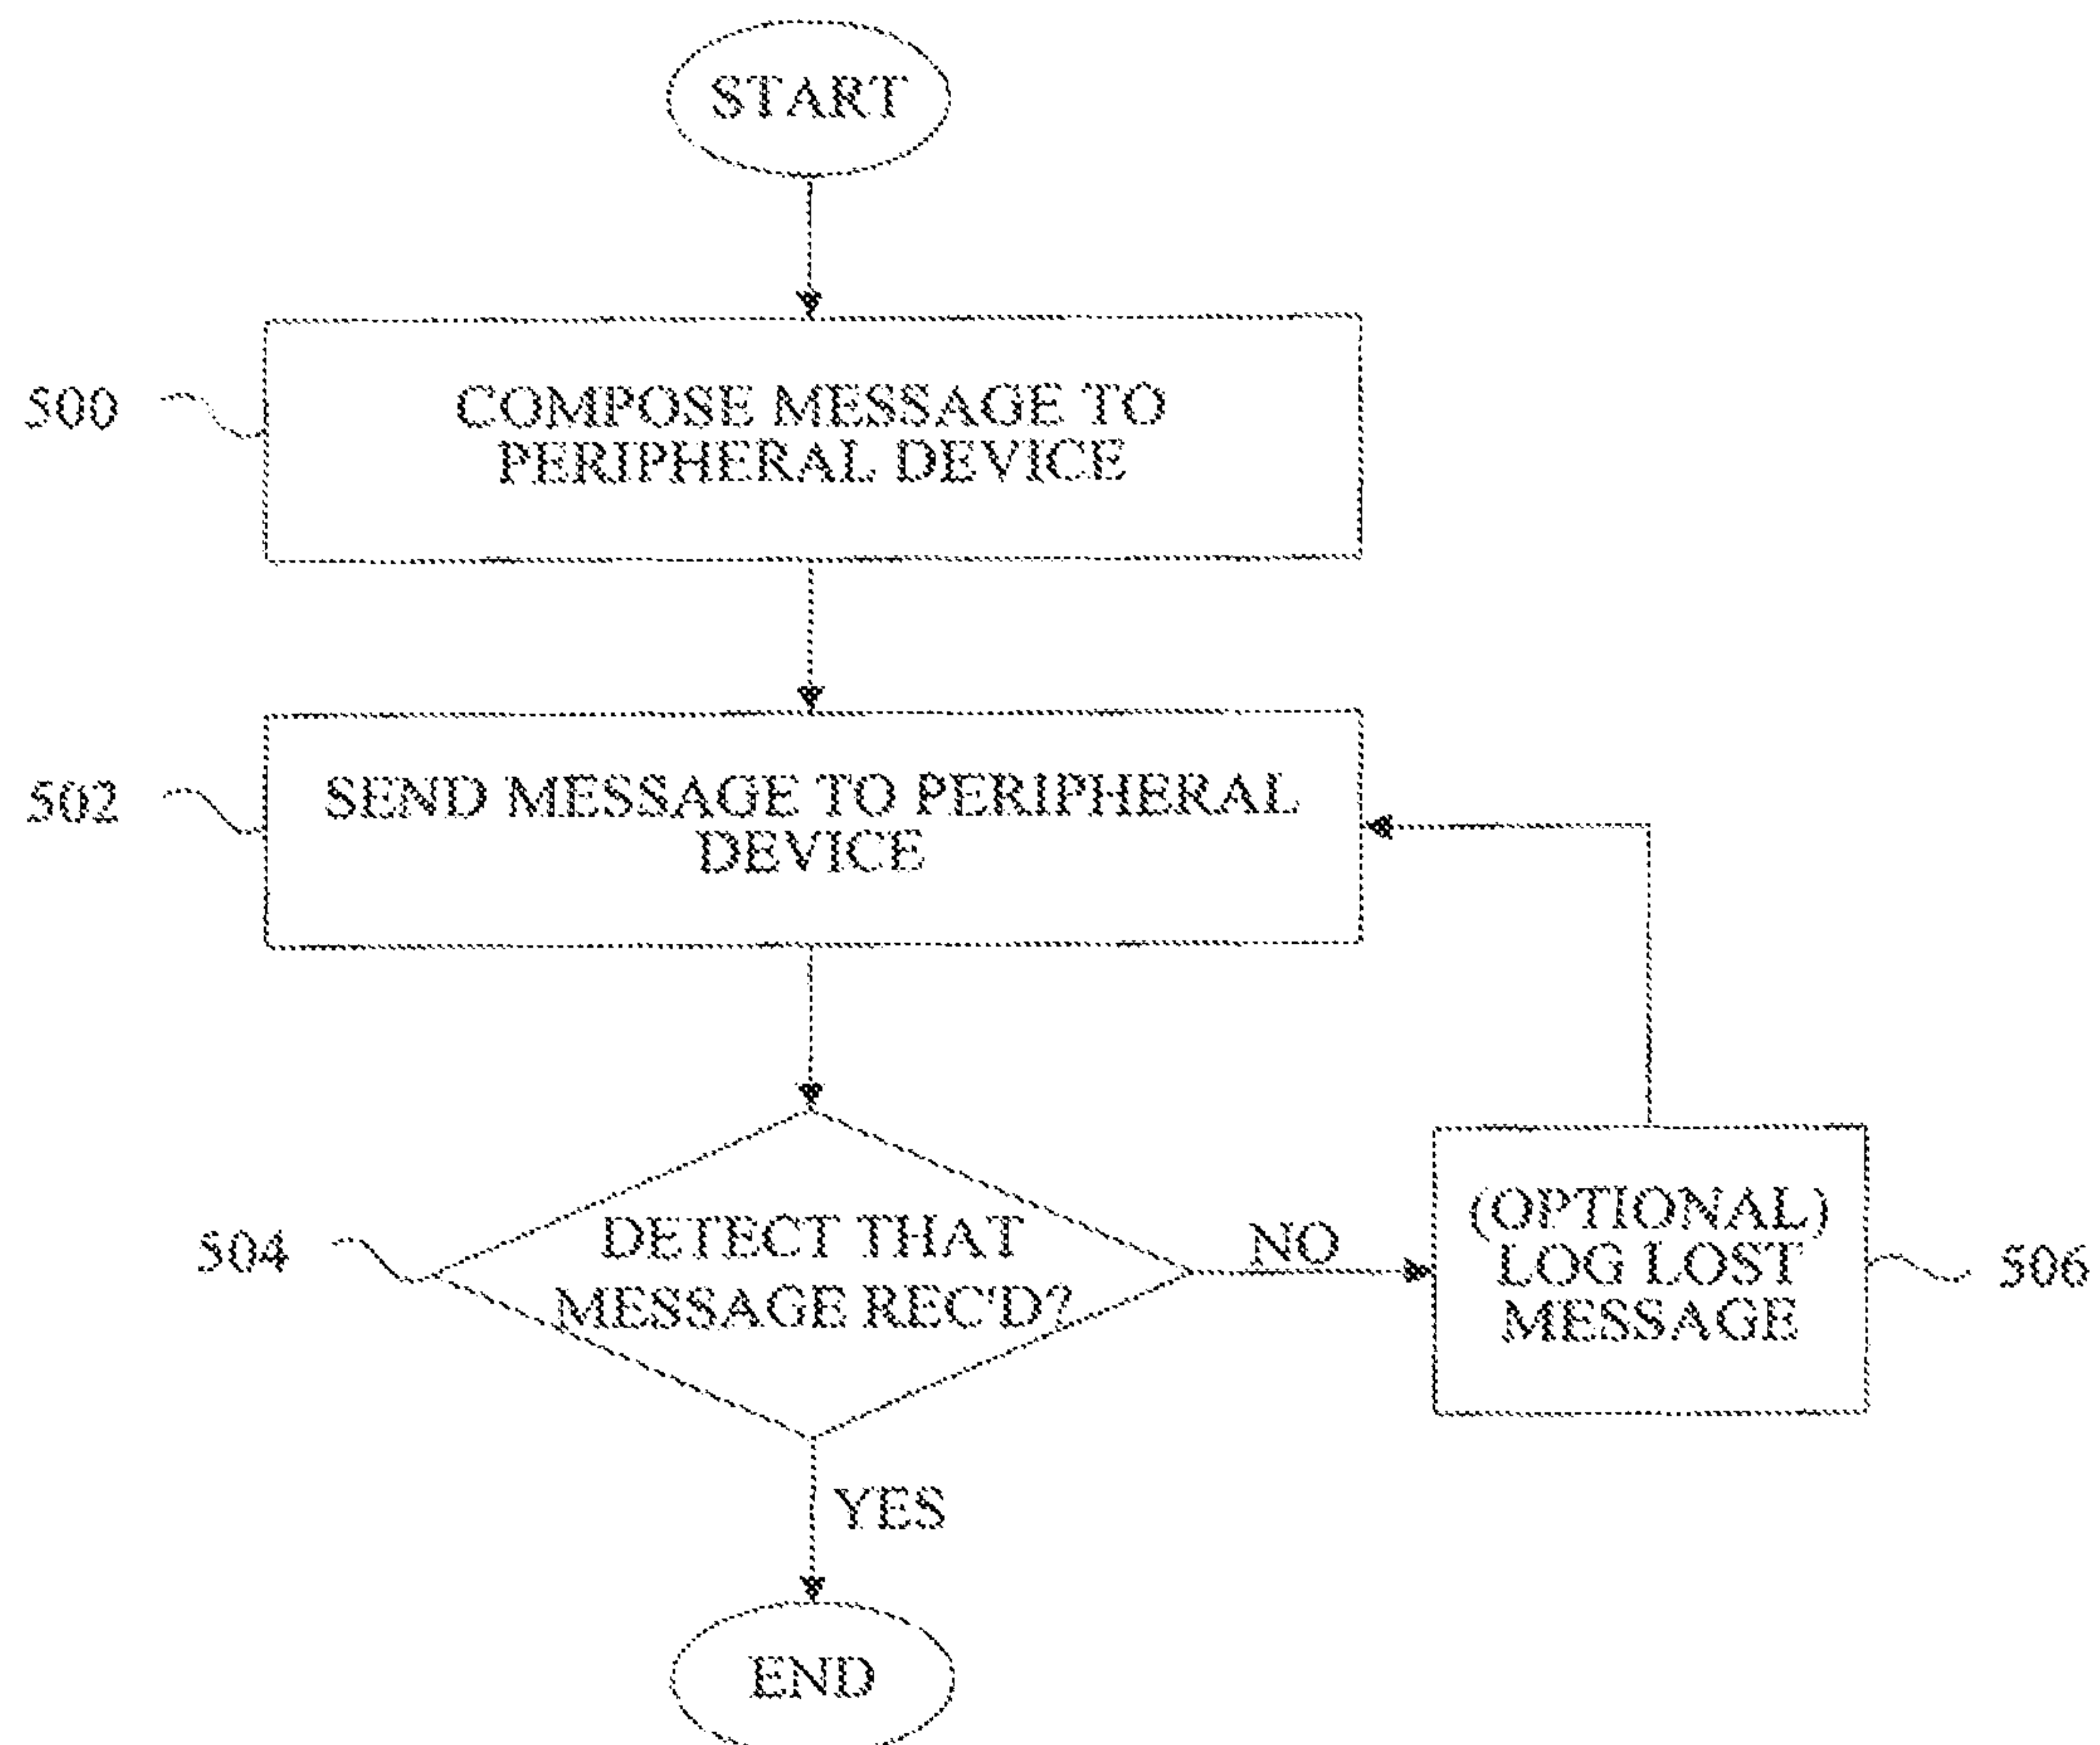 START
500
COMPOSE MESSAGE TO
PERIPHERAL DEVICE
502
SEND MESSAGE TO PERIPHERAL
DEVICE
504
DETECT THAT
MESSAGE REC'D?
NO
(OPTIONAL)
LOG LOST
MESSAGE
506
YES
END